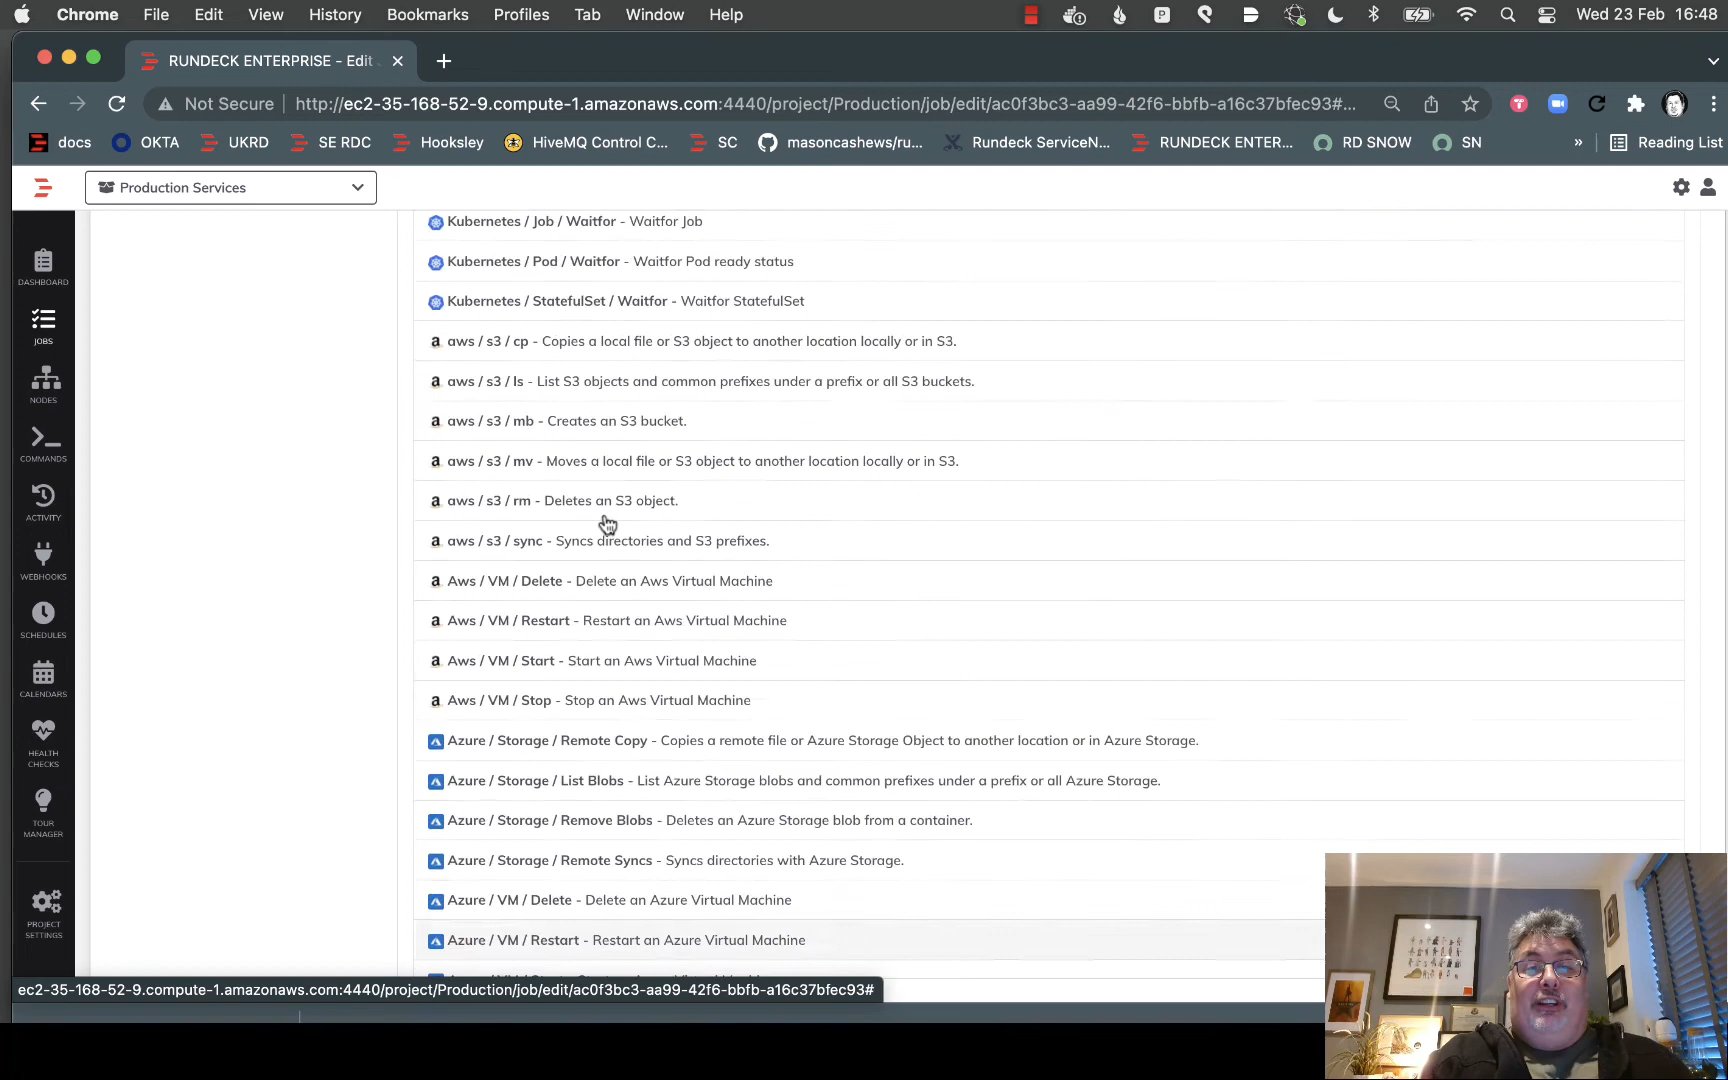 Chrome File Edit View History Bookmarks Profiles Tab Window Help Wed 23 Feb 16:48
RUNDECK ENTERPRISE - Edit
Not Secure http://ec2-35-168-52-9.compute-1.amazonaws.com:4440/project/Production/job/edit/ac0f3bc3-aa99-42f6-bbfb-a16c37bfec93#...
docs OKTA UKRD SE RDC Hooksley HiveMQ Control C... SC masoncashews/ru... Rundeck ServiceN... RUNDECK ENTER... RD SNOW SN » Reading List
Production Services
DASHBOARD
JOBS
NODES
COMMANDS
ACTIVITY
WEBHOOKS
SCHEDULES
CALENDARS
HEALTH
CHECKS
TOUR
MANAGER
PROJECT
SETTINGS
Kubernetes / Job / Waitfor - Waitfor Job
Kubernetes / Pod / Waitfor - Waitfor Pod ready status
Kubernetes / StatefulSet / Waitfor - Waitfor StatefulSet
aws / s3 / cp - Copies a local file or S3 object to another location locally or in S3.
aws / s3 / ls - List S3 objects and common prefixes under a prefix or all S3 buckets.
aws / s3 / mb - Creates an S3 bucket.
aws / s3 / mv - Moves a local file or S3 object to another location locally or in S3.
aws / s3 / rm - Deletes an S3 object.
aws / s3 / sync - Syncs directories and S3 prefixes.
Aws / VM / Delete - Delete an Aws Virtual Machine
Aws / VM / Restart - Restart an Aws Virtual Machine
Aws / VM / Start - Start an Aws Virtual Machine
Aws / VM / Stop - Stop an Aws Virtual Machine
Azure / Storage / Remote Copy - Copies a remote file or Azure Storage Object to another location or in Azure Storage.
Azure / Storage / List Blobs - List Azure Storage blobs and common prefixes under a prefix or all Azure Storage.
Azure / Storage / Remove Blobs - Deletes an Azure Storage blob from a container.
Azure / Storage / Remote Syncs - Syncs directories with Azure Storage.
Azure / VM / Delete - Delete an Azure Virtual Machine
Azure / VM / Restart - Restart an Azure Virtual Machine
ec2-35-168-52-9.compute-1.amazonaws.com:4440/project/Production/job/edit/ac0f3bc3-aa99-42f6-bbfb-a16c37bfec93#